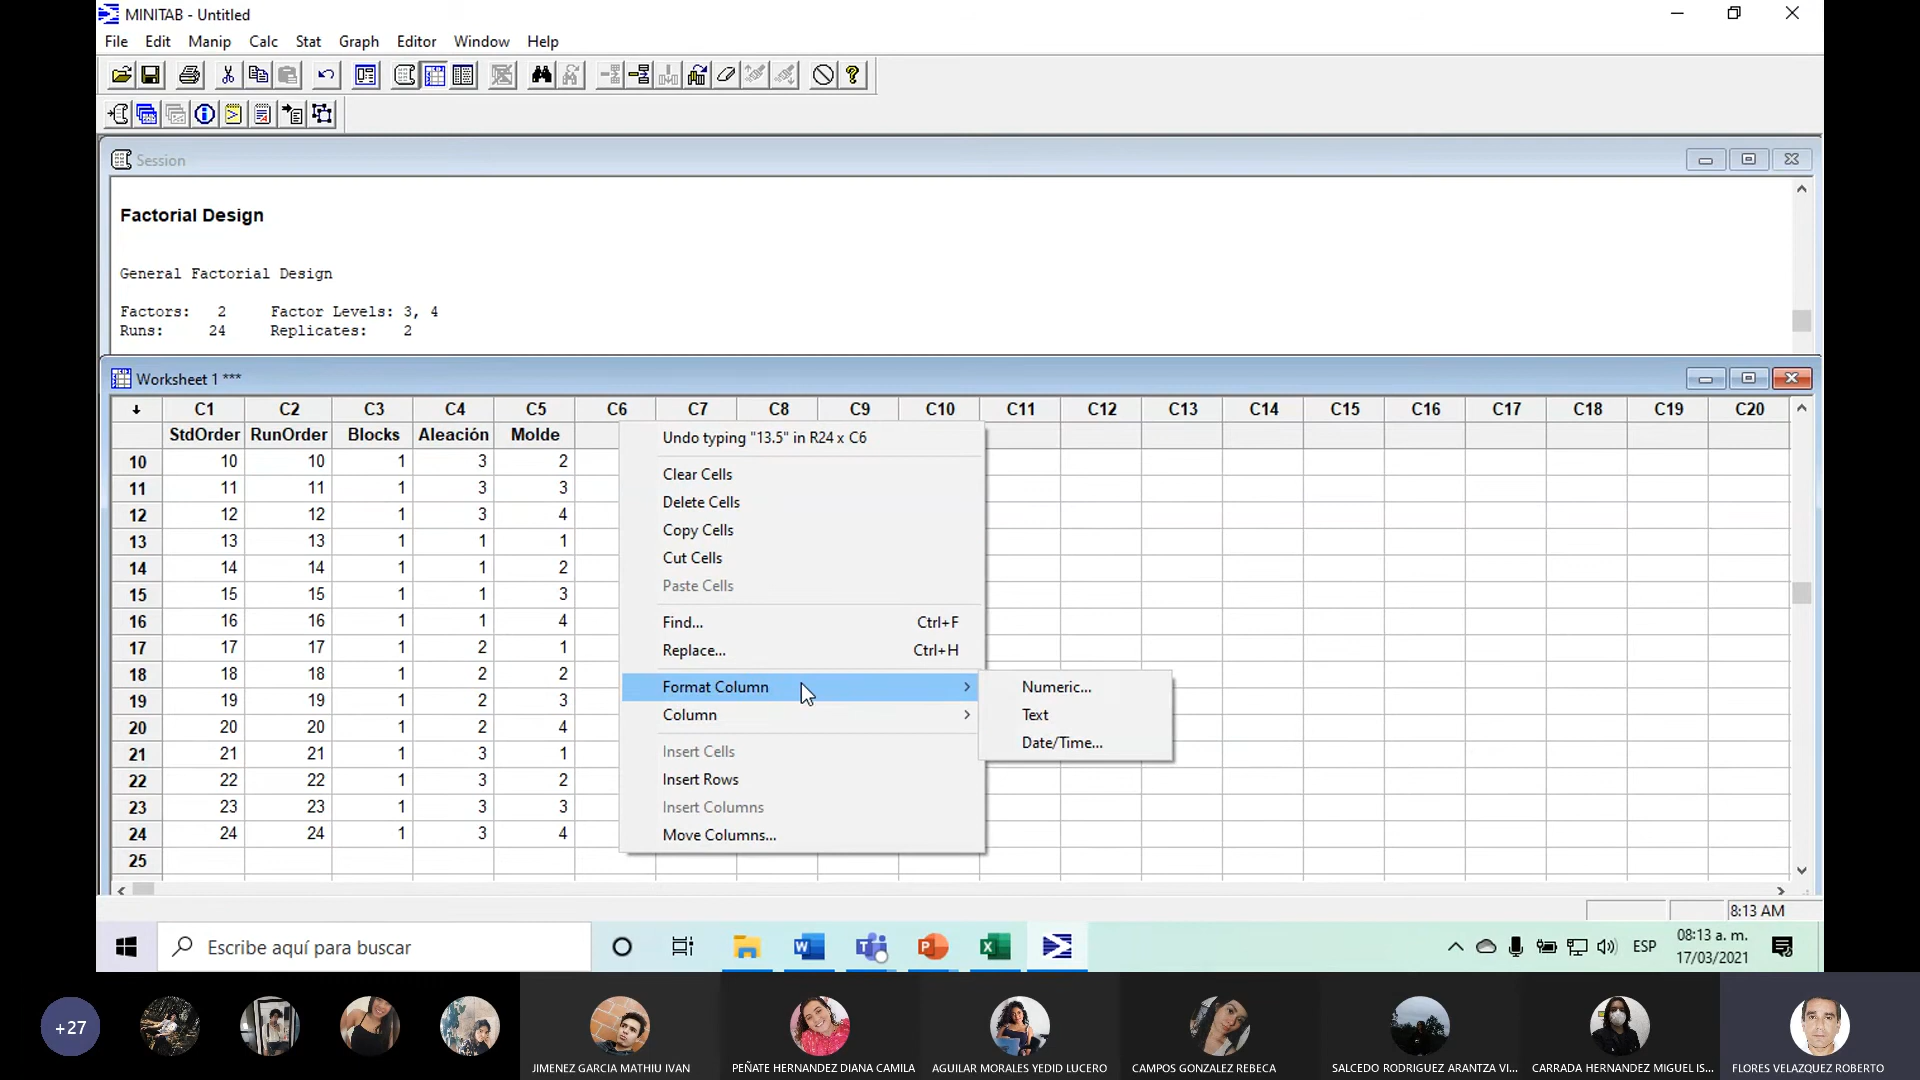 MINITAB - Untitled
File Edit Manip Calc Stat Graph Editor Window Help
Session
Factorial Design
General Factorial Design
Factors: 2 Factor Levels: 3, 4
Runs: 24 Replicates: 2
Worksheet 1 ***
C1 C2 C3 C4 C5 C6 C7 C8 C9 C10 C11 C12 C13 C14 C15 C16 C17 C18 C19 C20
StdOrder RunOrder Blocks Aleación Molde
10 10 10 1 3 2
11 11 11 1 3 3
12 12 12 1 3 4
13 13 13 1 1 1
14 14 14 1 1 2
15 15 15 1 1 3
16 16 16 1 1 4
17 17 17 1 2 1
18 18 18 1 2 2
19 19 19 1 2 3
20 20 20 1 2 4
21 21 21 1 3 1
22 22 22 1 3 2
23 23 23 1 3 3
24 24 24 1 3 4
25
Undo typing "13.5" in R24 x C6
Clear Cells
Delete Cells
Copy Cells
Cut Cells
Paste Cells
Find... Ctrl+F
Replace... Ctrl+H
Format Column
Column
Insert Cells
Insert Rows
Insert Columns
Move Columns...
Numeric...
Text
Date/Time...
8:13 AM
Escribe aquí para buscar
ESP
08:13 a. m.
17/03/2021
+27
JIMENEZ GARCIA MATHIU IVAN
PEÑATE HERNANDEZ DIANA CAMILA
AGUILAR MORALES YEDID LUCERO
CAMPOS GONZALEZ REBECA
SALCEDO RODRIGUEZ ARANTZA VI...
CARRADA HERNANDEZ MIGUEL IS...
FLORES VELAZQUEZ ROBERTO